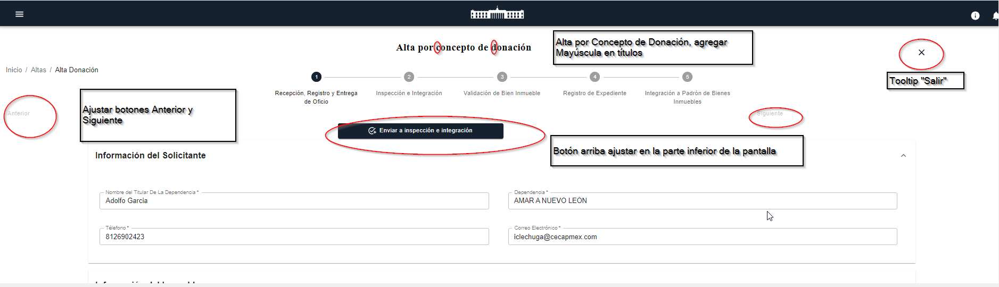 Alta por concepto de donación
Alta por Concepto de Donación, agregar
Mayúscula en títulos
Inicio / Altas / Alta Donación
Tooltip "Salir"
1
2
3
4
5
Recepción, Registro y Entrega
de Oficio
Inspección e Integración
Validación de Bien Inmueble
Registro de Expediente
Integración a Padrón de Bienes
Inmuebles
Anterior
Ajustar botones Anterior y
Siguiente
Siguiente
Enviar a inspección e integración
Botón arriba ajustar en la parte inferior de la pantalla
Información del Solicitante
Nombre del Titular De La Dependencia *
Adolfo Garcia
Dependencia *
AMAR A NUEVO LEÓN
Télefono *
8126902423
Correo Electrónico *
iclechuga@cecapmex.com